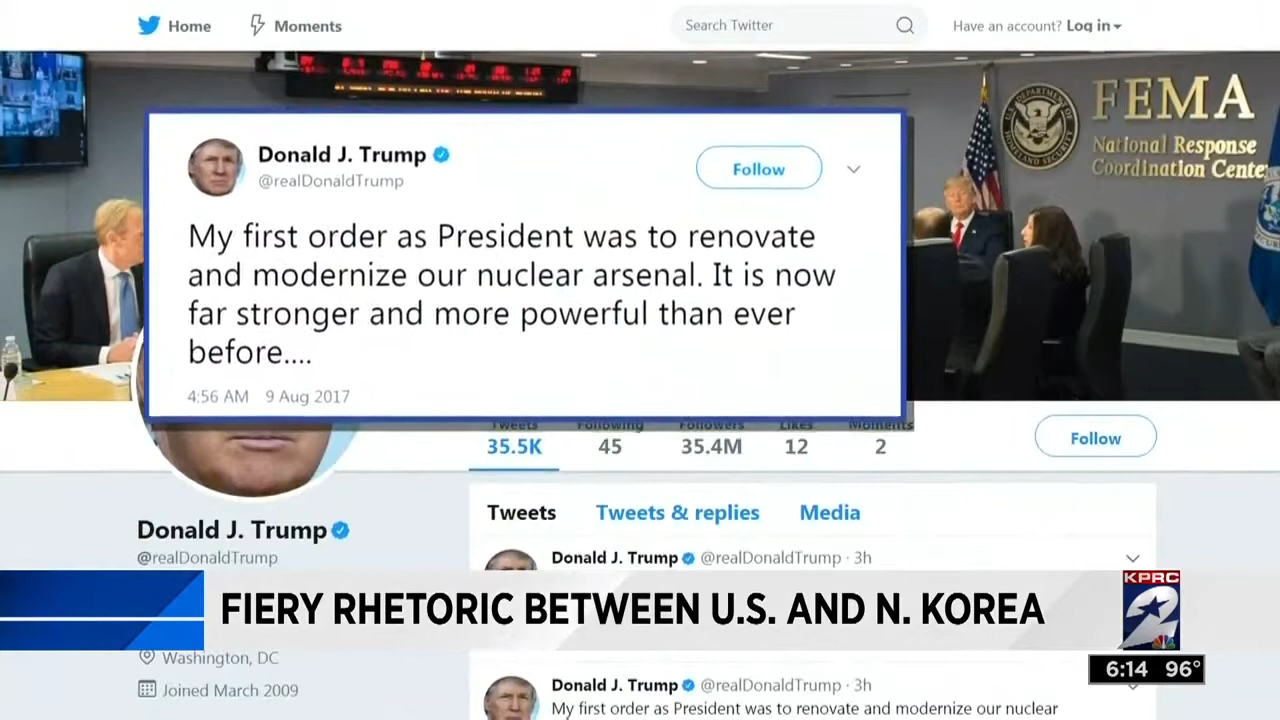 Home
Moments
Search Twitter
Have an account? Log in
FEMA
National Response
Coordination Cente
Donald J. Trump
@realDonaldTrump
Follow
My first order as President was to renovate
and modernize our nuclear arsenal. It is now
far stronger and more powerful than ever
before....
4:56 AM 9 Aug 2017
Tweets Following Followers Likes Moments
35.5K 45 35.4M 12 2
Follow
Donald J. Trump
@realDonaldTrump
Tweets Tweets & replies Media
Donald J. Trump @realDonaldTrump · 3h
FIERY RHETORIC BETWEEN U.S. AND N. KOREA
KPRC
2
Washington, DC
Joined March 2009
6:14 96°
Donald J. Trump @realDonaldTrump · 3h
My first order as President was to renovate and modernize our nuclear